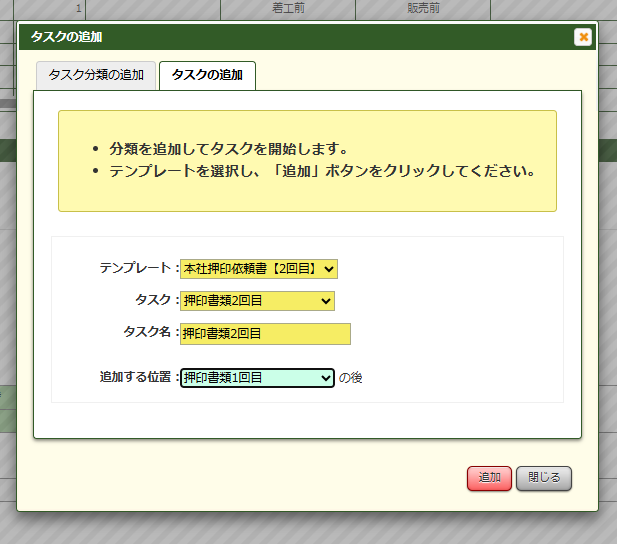 1 着工前 販売前
タスクの追加
タスク分類の追加 タスクの追加
分類を追加してタスクを開始します。
テンプレートを選択し、「追加」ボタンをクリックしてください。
テンプレート：本社押印依頼書【2回目】
タスク：押印書類2回目
タスク名：押印書類2回目
追加する位置：押印書類1回目 の後
追加 閉じる